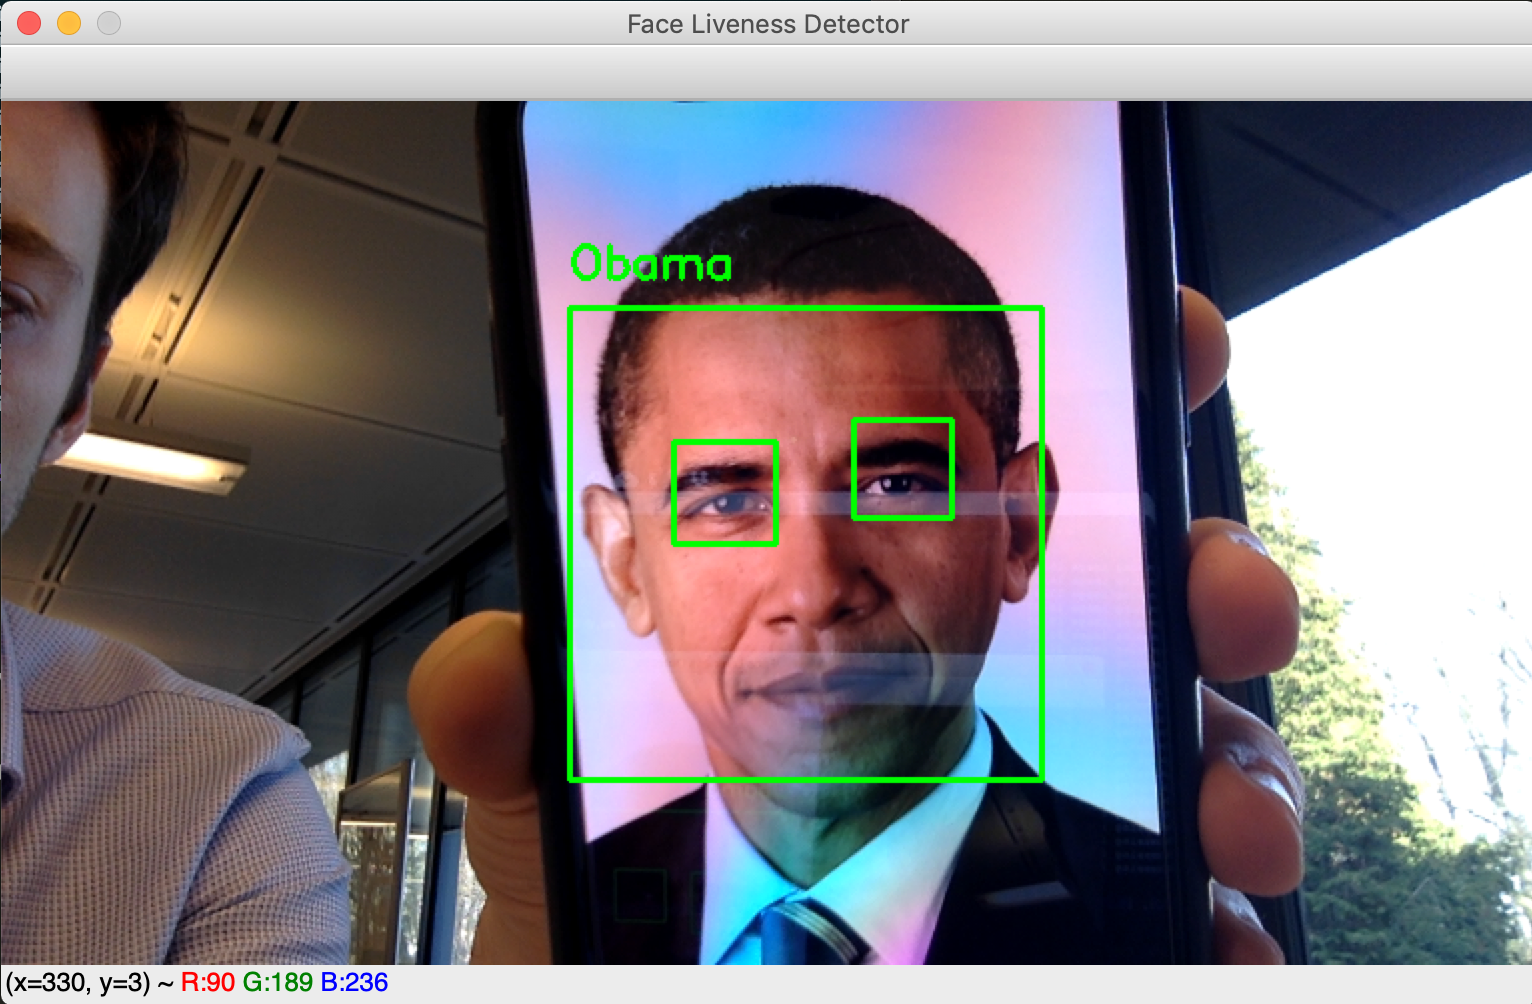 Face Liveness Detector
Obama
(x=330, y=3) ~ R:90 G:189 B:236